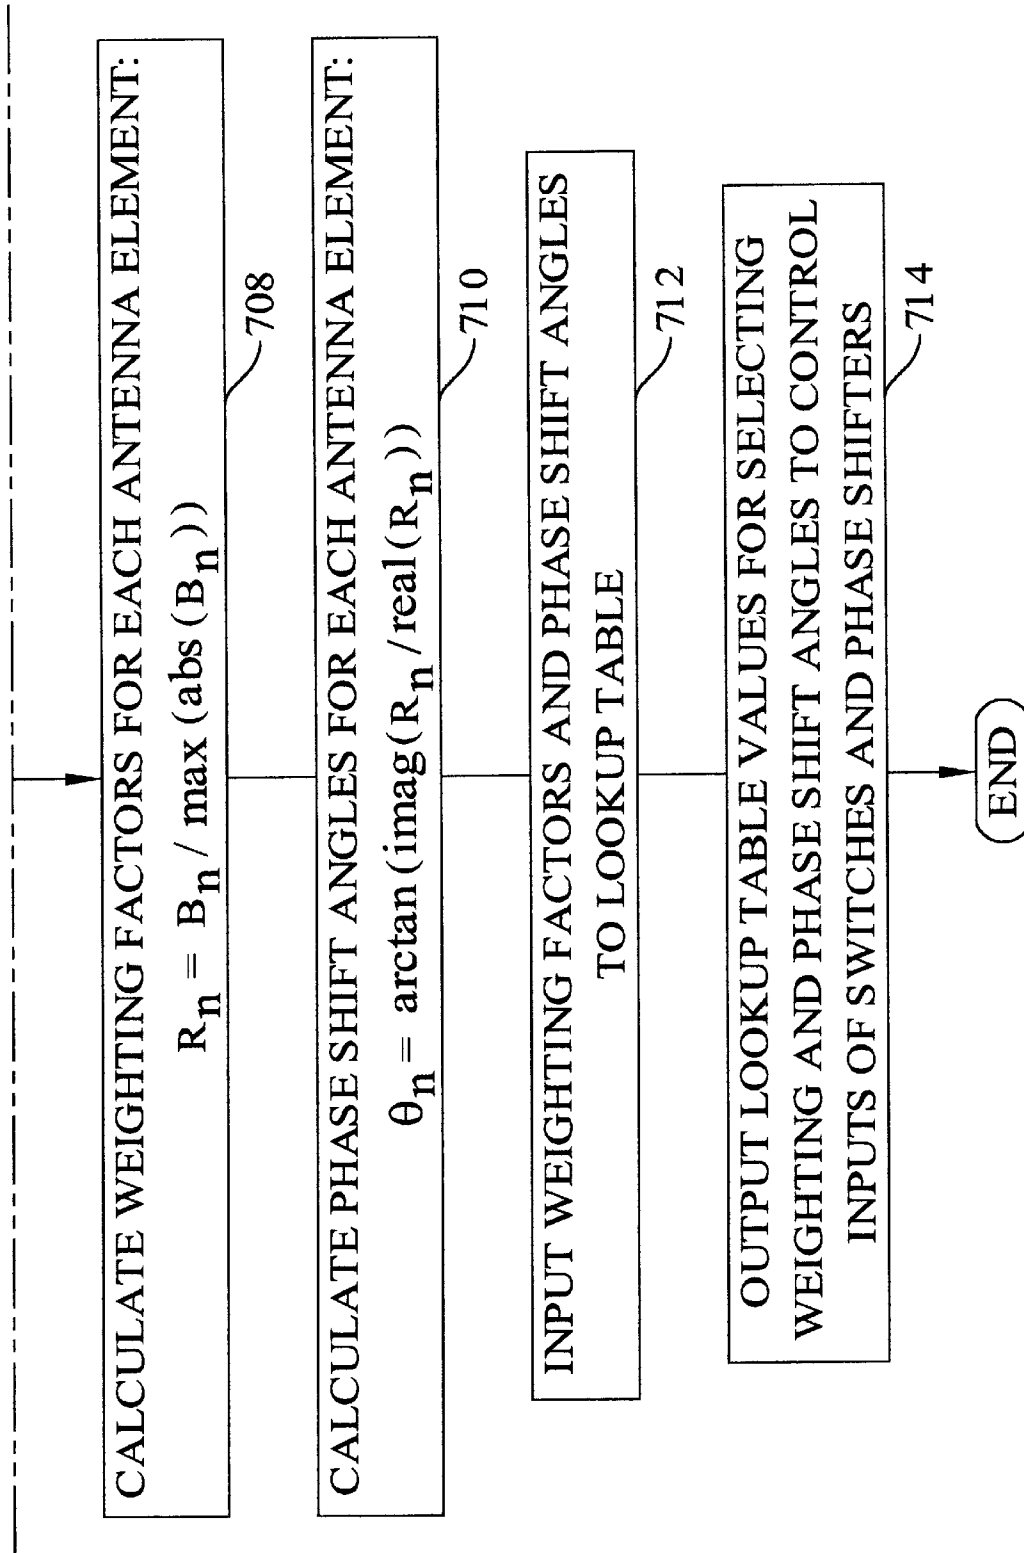 CALCULATE WEIGHTING FACTORS FOR EACH ANTENNA ELEMENT:
Rn = Bn / max (abs (Bn))
708
CALCULATE PHASE SHIFT ANGLES FOR EACH ANTENNA ELEMENT:
θn = arctan (imag(Rn /real(Rn))
710
INPUT WEIGHTING FACTORS AND PHASE SHIFT ANGLES
TO LOOKUP TABLE
712
OUTPUT LOOKUP TABLE VALUES FOR SELECTING
WEIGHTING AND PHASE SHIFT ANGLES TO CONTROL
INPUTS OF SWITCHES AND PHASE SHIFTERS
714
END